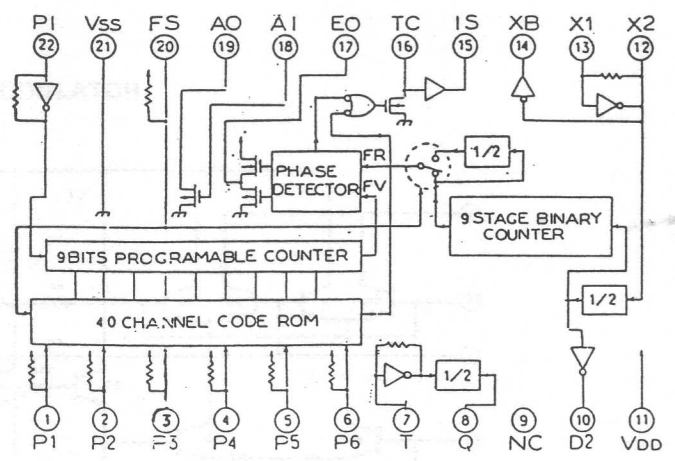 PI VSS FS AO AI EO TC IS XB X1 X2
22 21 20 19 18 17 16 15 14 13 12
FR
1/2
PHASE
DETECTOR
FV
9 STAGE BINARY
COUNTER
9BITS PROGRAMABLE COUNTER
1/2
40 CHANNEL CODE ROM
1/2
1 2 3 4 5 6 7 8 9 10 11
P1 P2 P3 P4 P5 P6 T Q NC D2 VDD